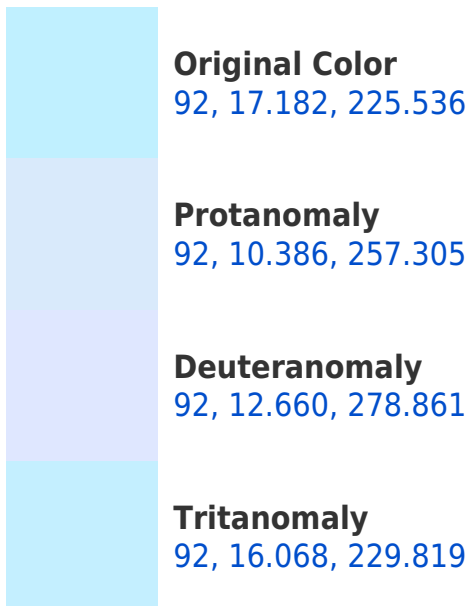 Original Color
92, 17.182, 225.536
Protanomaly
92, 10.386, 257.305
Deuteranomaly
92, 12.660, 278.861
Tritanomaly
92, 16.068, 229.819